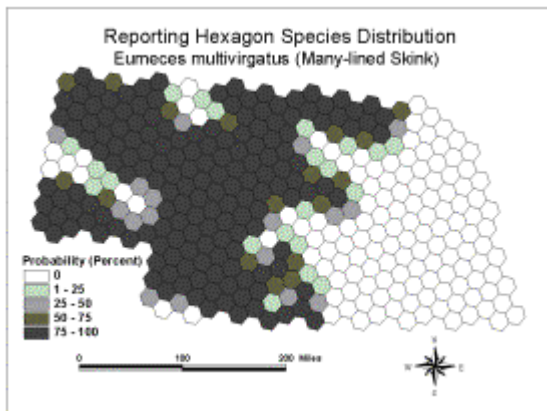 Reporting Hexagon Species Distribution
Eumeces multivirgatus (Many-lined Skink)
Probability (Percent)
0
1 - 25
25 - 50
50 - 75
75 - 100
0 100 200 Miles
W E
S